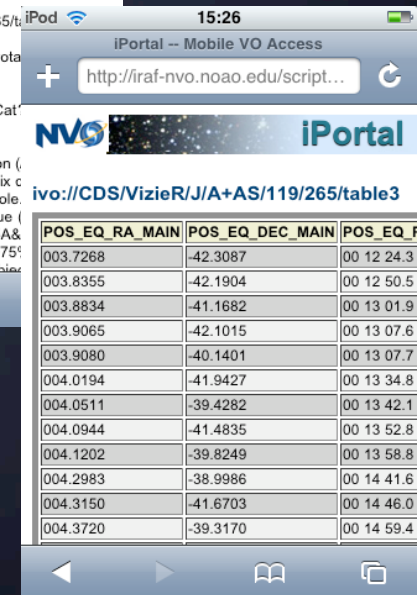 5/ta
iPod 15:26
iPortal -- Mobile VO Access
http://iraf-nvo.noao.edu/script...
NVO iPortal
ivo://CDS/VizieR/J/A+AS/119/265/table3
POS_EQ_RA_MAIN POS_EQ_DEC_MAIN POS_EQ_R
003.7268 -42.3087 00 12 24.3
003.8355 -42.1904 00 12 50.5
003.8834 -41.1682 00 13 01.9
003.9065 -42.1015 00 13 07.6
003.9080 -40.1401 00 13 07.7
004.0194 -41.9427 00 13 34.8
004.0511 -39.4282 00 13 42.1
004.0944 -41.4835 00 13 52.8
004.1202 -39.8249 00 13 58.8
004.2983 -38.9986 00 14 41.6
004.3150 -41.6703 00 14 46.0
004.3720 -39.3170 00 14 59.4